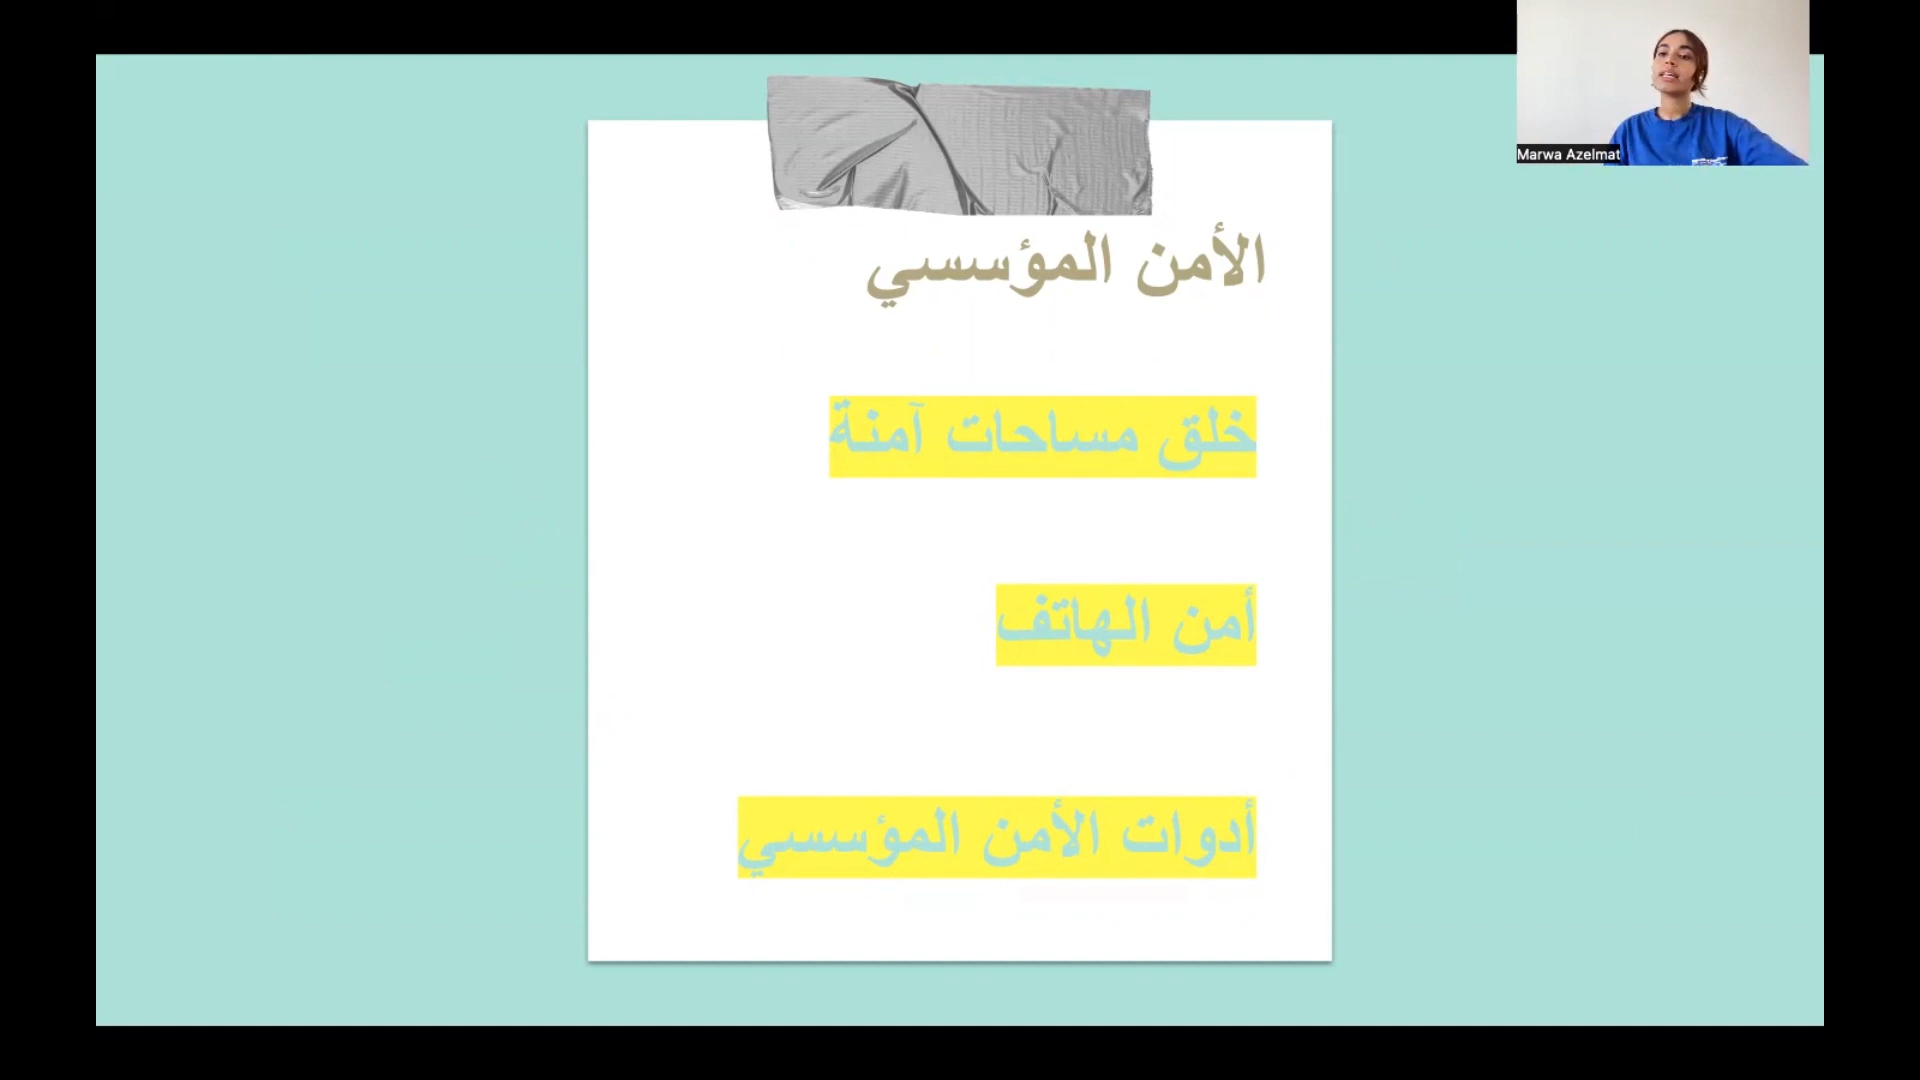 Marwa Azelmat
الأمن المؤسسي
خلق مساحات آمنة
أمن الهاتف
أدوات الأمن المؤسسي